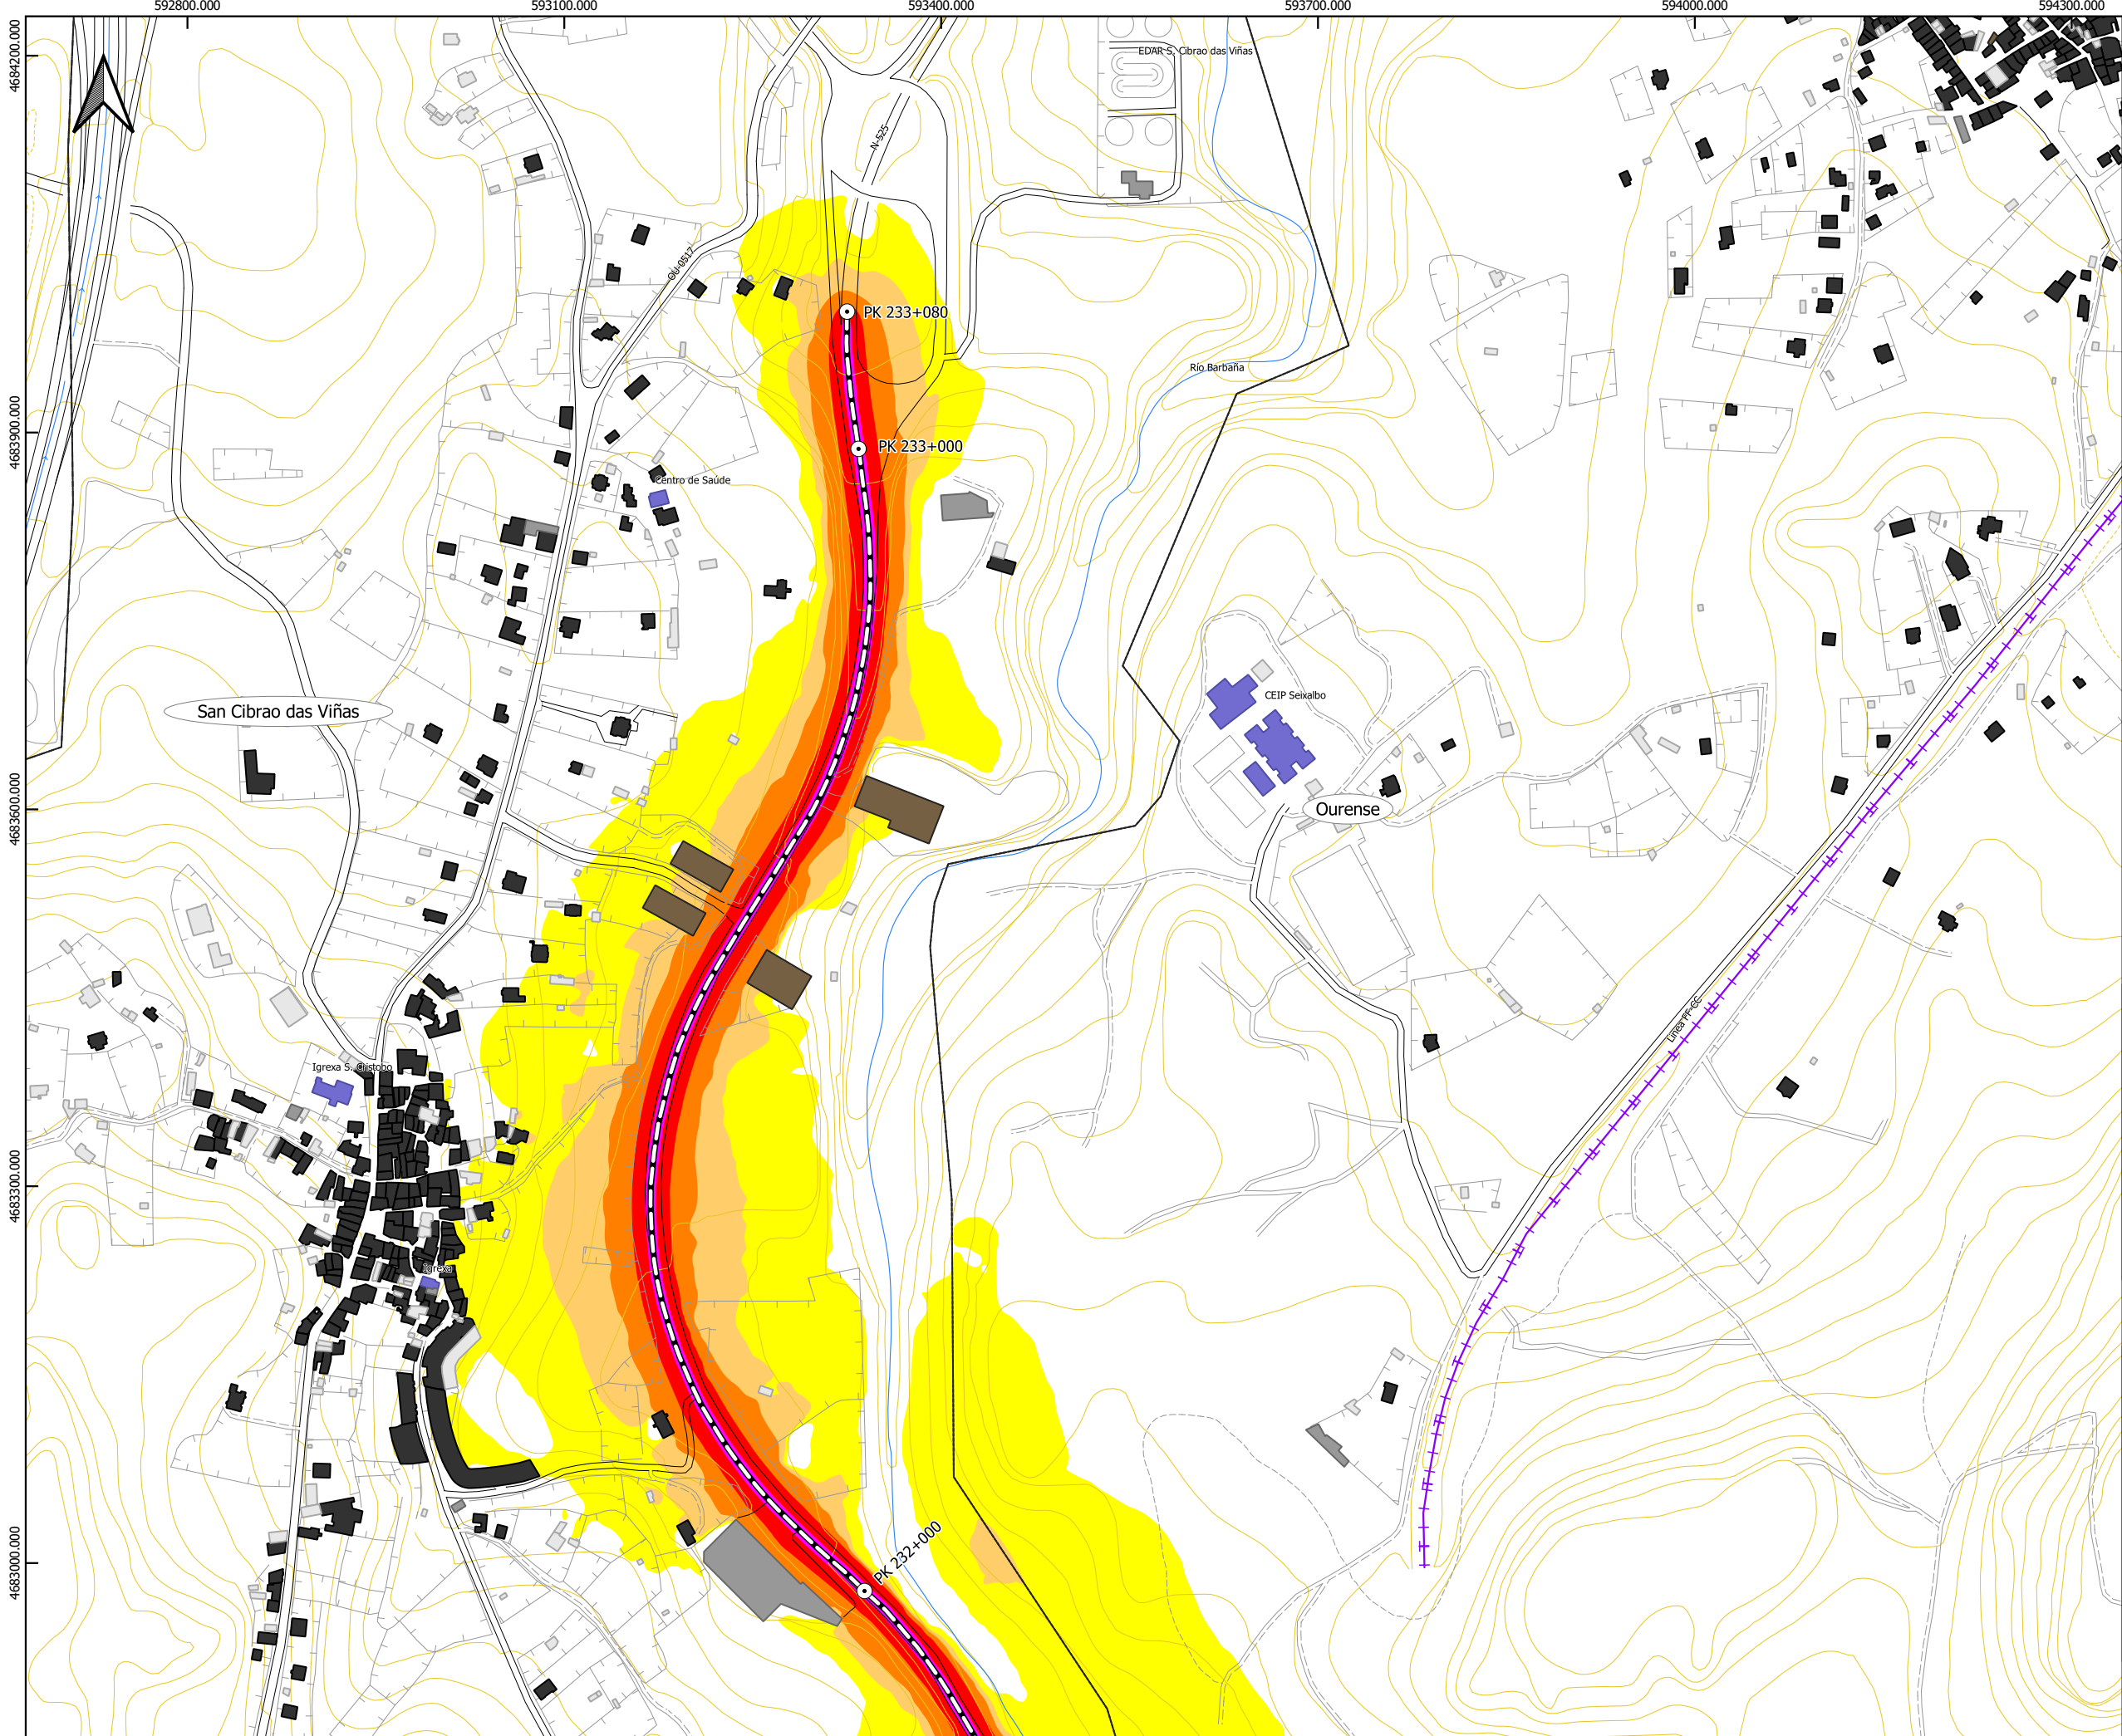 592800.000
593100.000
593400.000
593700.000
594000.000
594300.000
4684200.000
EDAR S. Cibrao das Viñas
N-525
OU-0517
PK 233+080
Río Barbaña
4683900.000
PK 233+000
Centro de Saúde
CEIP Seixalbo
San Cibrao das Viñas
4683600.000
Ourense
Línea FF-CC
Igrexa S. Cristobo
4683300.000
Igrexa
PK 232+000
4683000.000